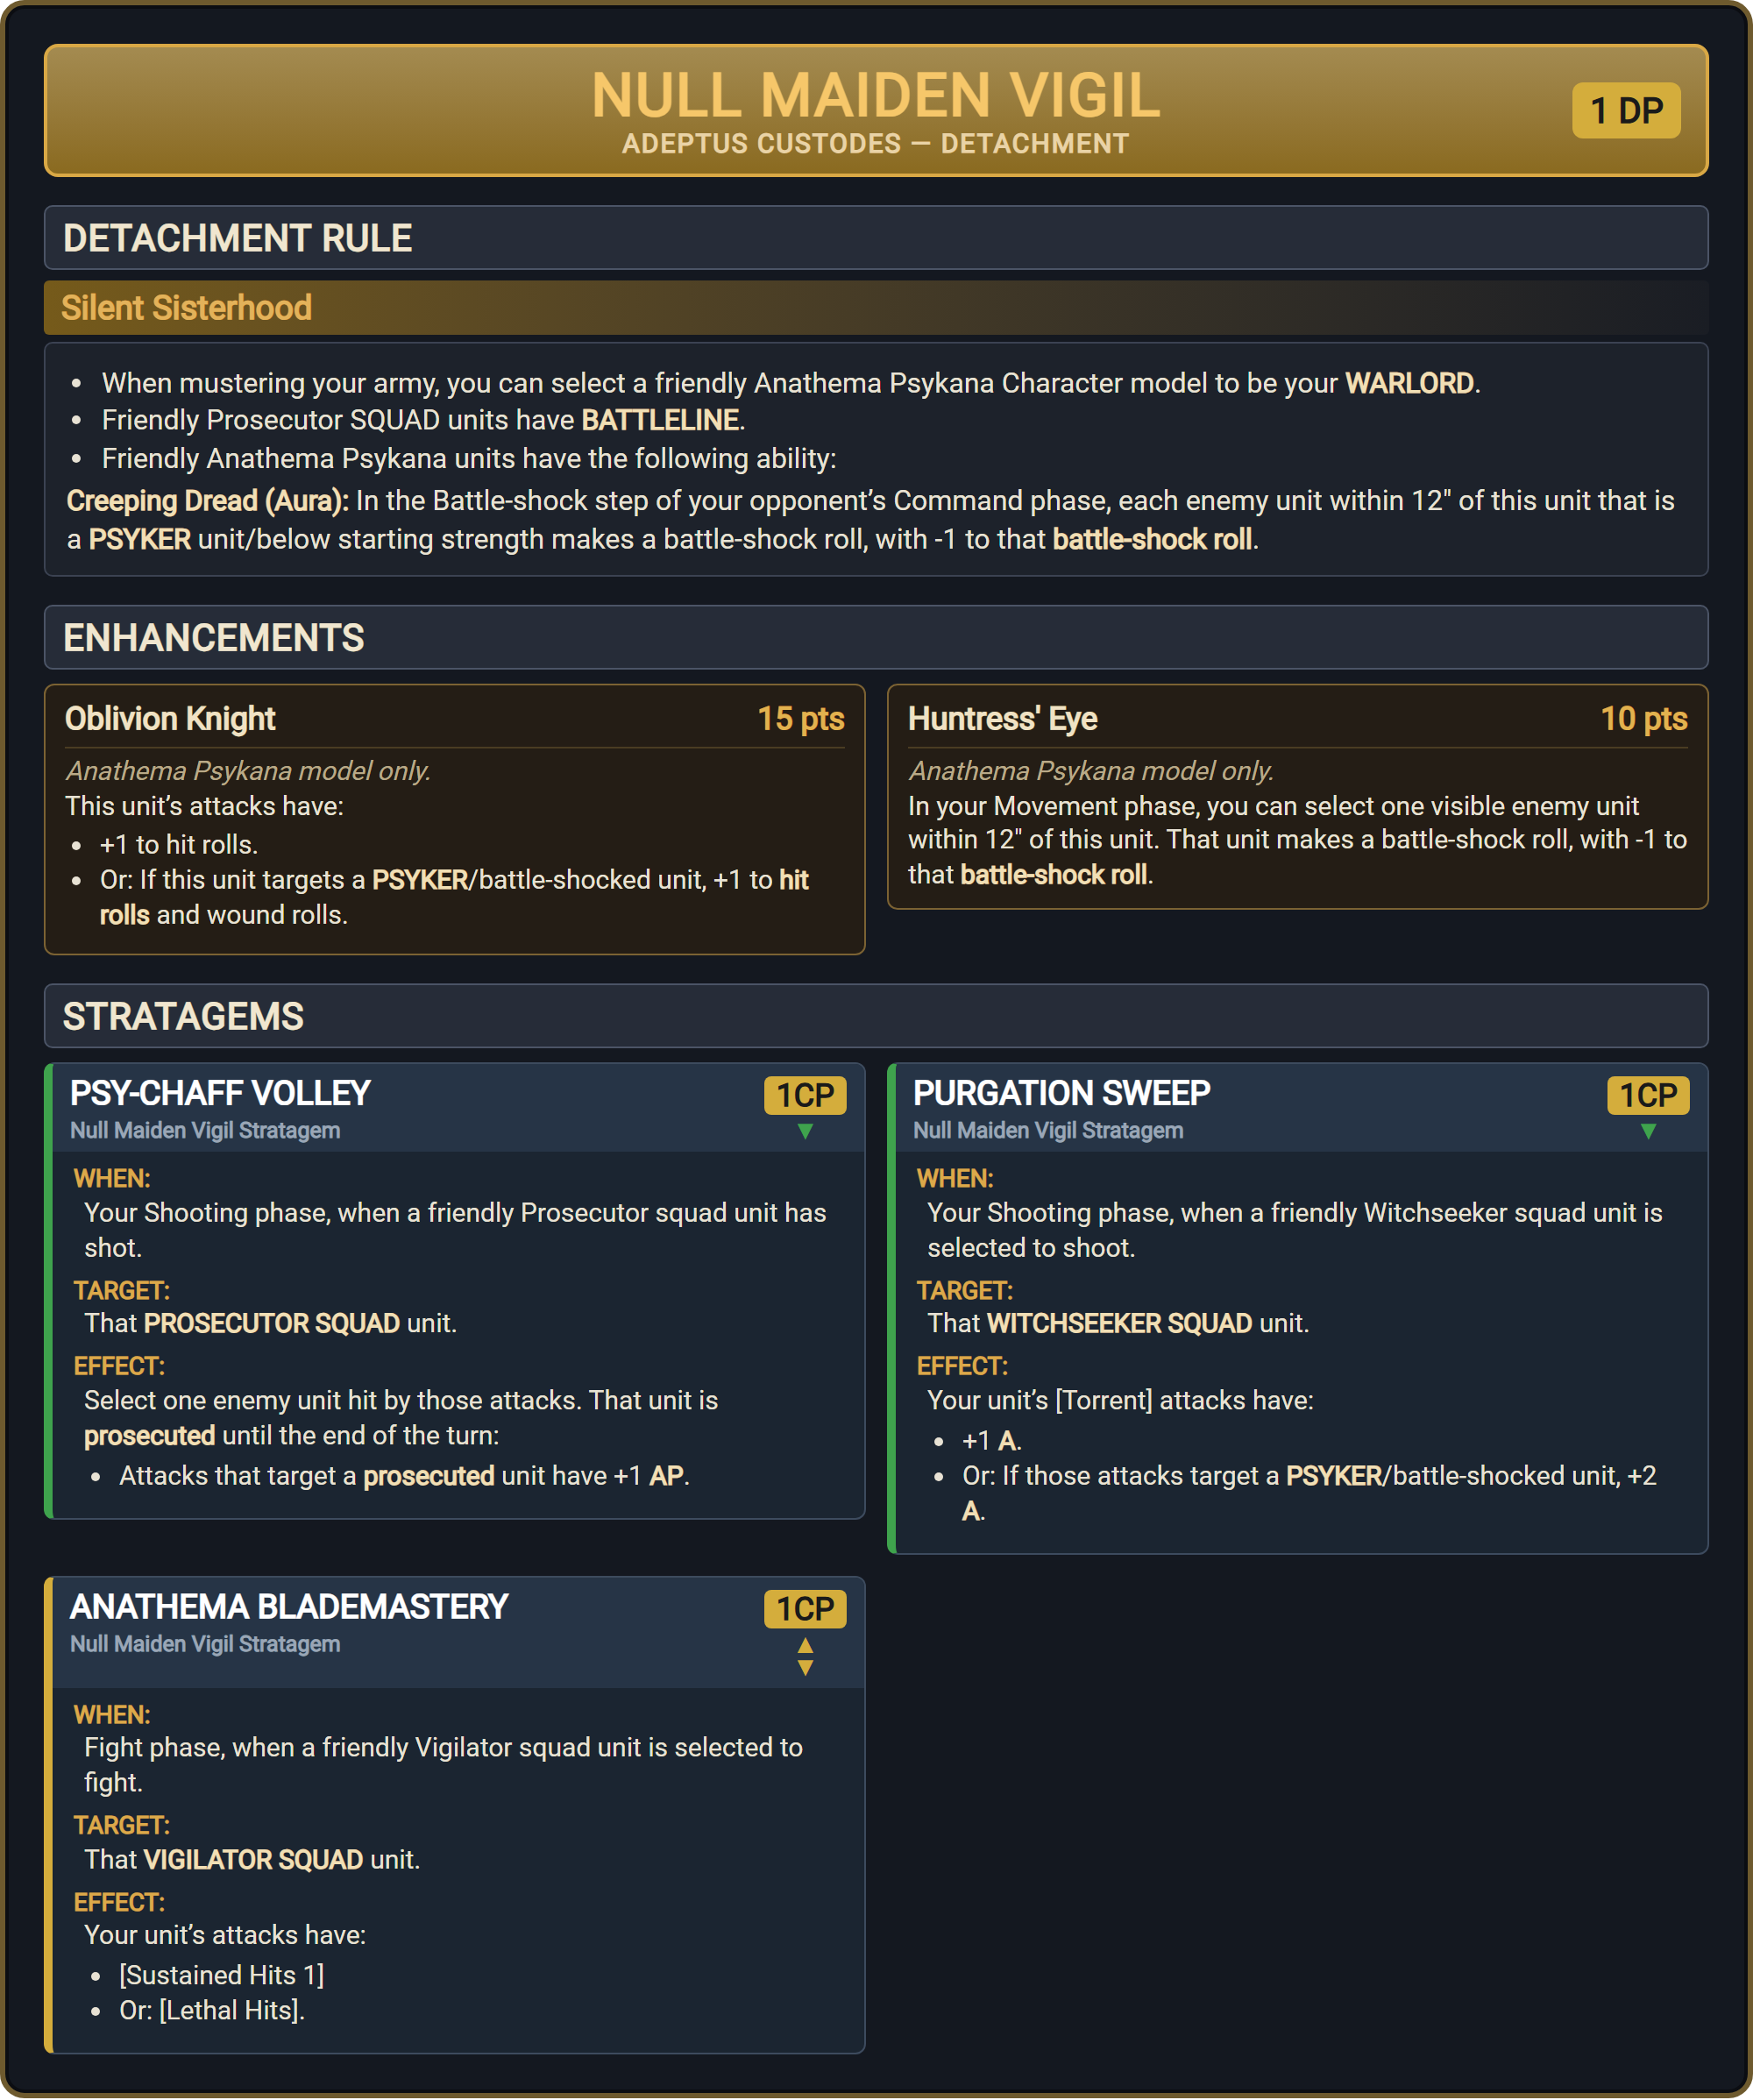 NULL MAIDEN VIGIL
ADEPTUS CUSTODES — DETACHMENT
1 DP
DETACHMENT RULE
Silent Sisterhood
• When mustering your army, you can select a friendly Anathema Psykana Character model to be your WARLORD.
• Friendly Prosecutor SQUAD units have BATTLELINE.
• Friendly Anathema Psykana units have the following ability:
Creeping Dread (Aura): In the Battle-shock step of your opponent’s Command phase, each enemy unit within 12" of this unit that is
a PSYKER unit/below starting strength makes a battle-shock roll, with -1 to that battle-shock roll.
ENHANCEMENTS
Oblivion Knight
15 pts
Anathema Psykana model only.
This unit’s attacks have:
• +1 to hit rolls.
• Or: If this unit targets a PSYKER/battle-shocked unit, +1 to hit
rolls and wound rolls.
Huntress' Eye
10 pts
Anathema Psykana model only.
In your Movement phase, you can select one visible enemy unit
within 12" of this unit. That unit makes a battle-shock roll, with -1 to
that battle-shock roll.
STRATAGEMS
PSY-CHAFF VOLLEY
1CP
Null Maiden Vigil Stratagem
▼
WHEN:
Your Shooting phase, when a friendly Prosecutor squad unit has
shot.
TARGET:
That PROSECUTOR SQUAD unit.
EFFECT:
Select one enemy unit hit by those attacks. That unit is
prosecuted until the end of the turn:
• Attacks that target a prosecuted unit have +1 AP.
PURGATION SWEEP
1CP
Null Maiden Vigil Stratagem
▼
WHEN:
Your Shooting phase, when a friendly Witchseeker squad unit is
selected to shoot.
TARGET:
That WITCHSEEKER SQUAD unit.
EFFECT:
Your unit’s [Torrent] attacks have:
• +1 A.
• Or: If those attacks target a PSYKER/battle-shocked unit, +2
A.
ANATHEMA BLADEMASTERY
1CP
Null Maiden Vigil Stratagem
▲
▼
WHEN:
Fight phase, when a friendly Vigilator squad unit is selected to
fight.
TARGET:
That VIGILATOR SQUAD unit.
EFFECT:
Your unit’s attacks have:
• [Sustained Hits 1]
• Or: [Lethal Hits].